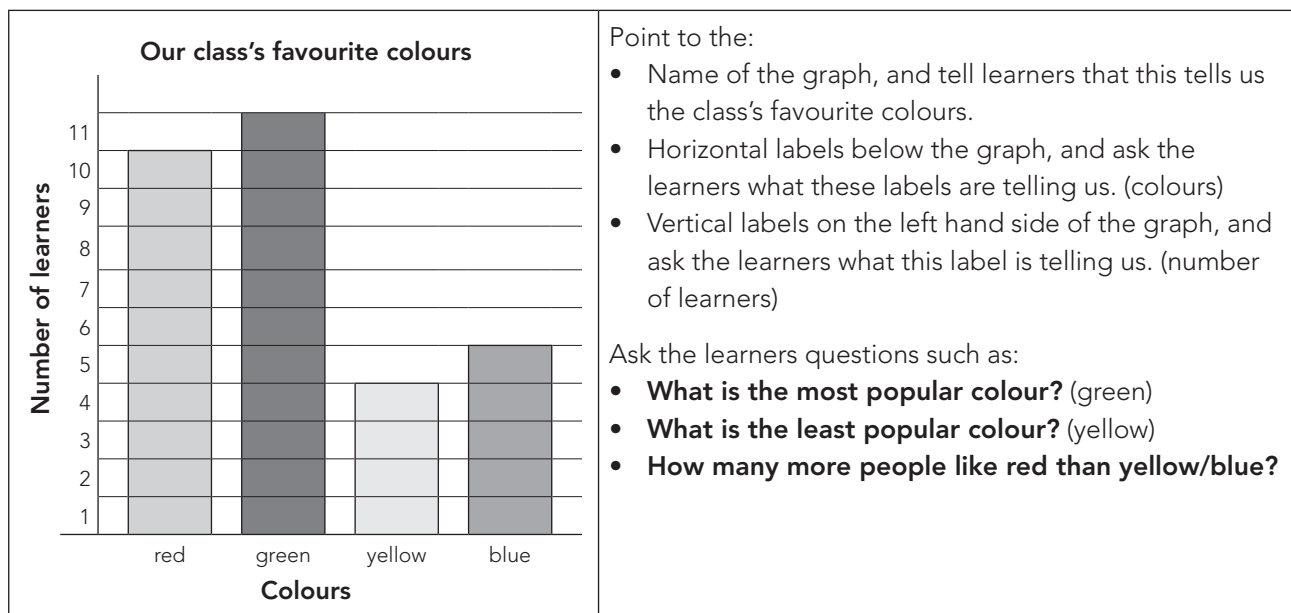 Our class's favourite colours
Number of learners
11
10
9
8
7
6
5
4
3
2
1
red green yellow blue
Colours
Point to the:
• Name of the graph, and tell learners that this tells us
the class's favourite colours.
• Horizontal labels below the graph, and ask the
learners what these labels are telling us. (colours)
• Vertical labels on the left hand side of the graph, and
ask the learners what this label is telling us. (number
of learners)
Ask the learners questions such as:
• What is the most popular colour? (green)
• What is the least popular colour? (yellow)
• How many more people like red than yellow/blue?